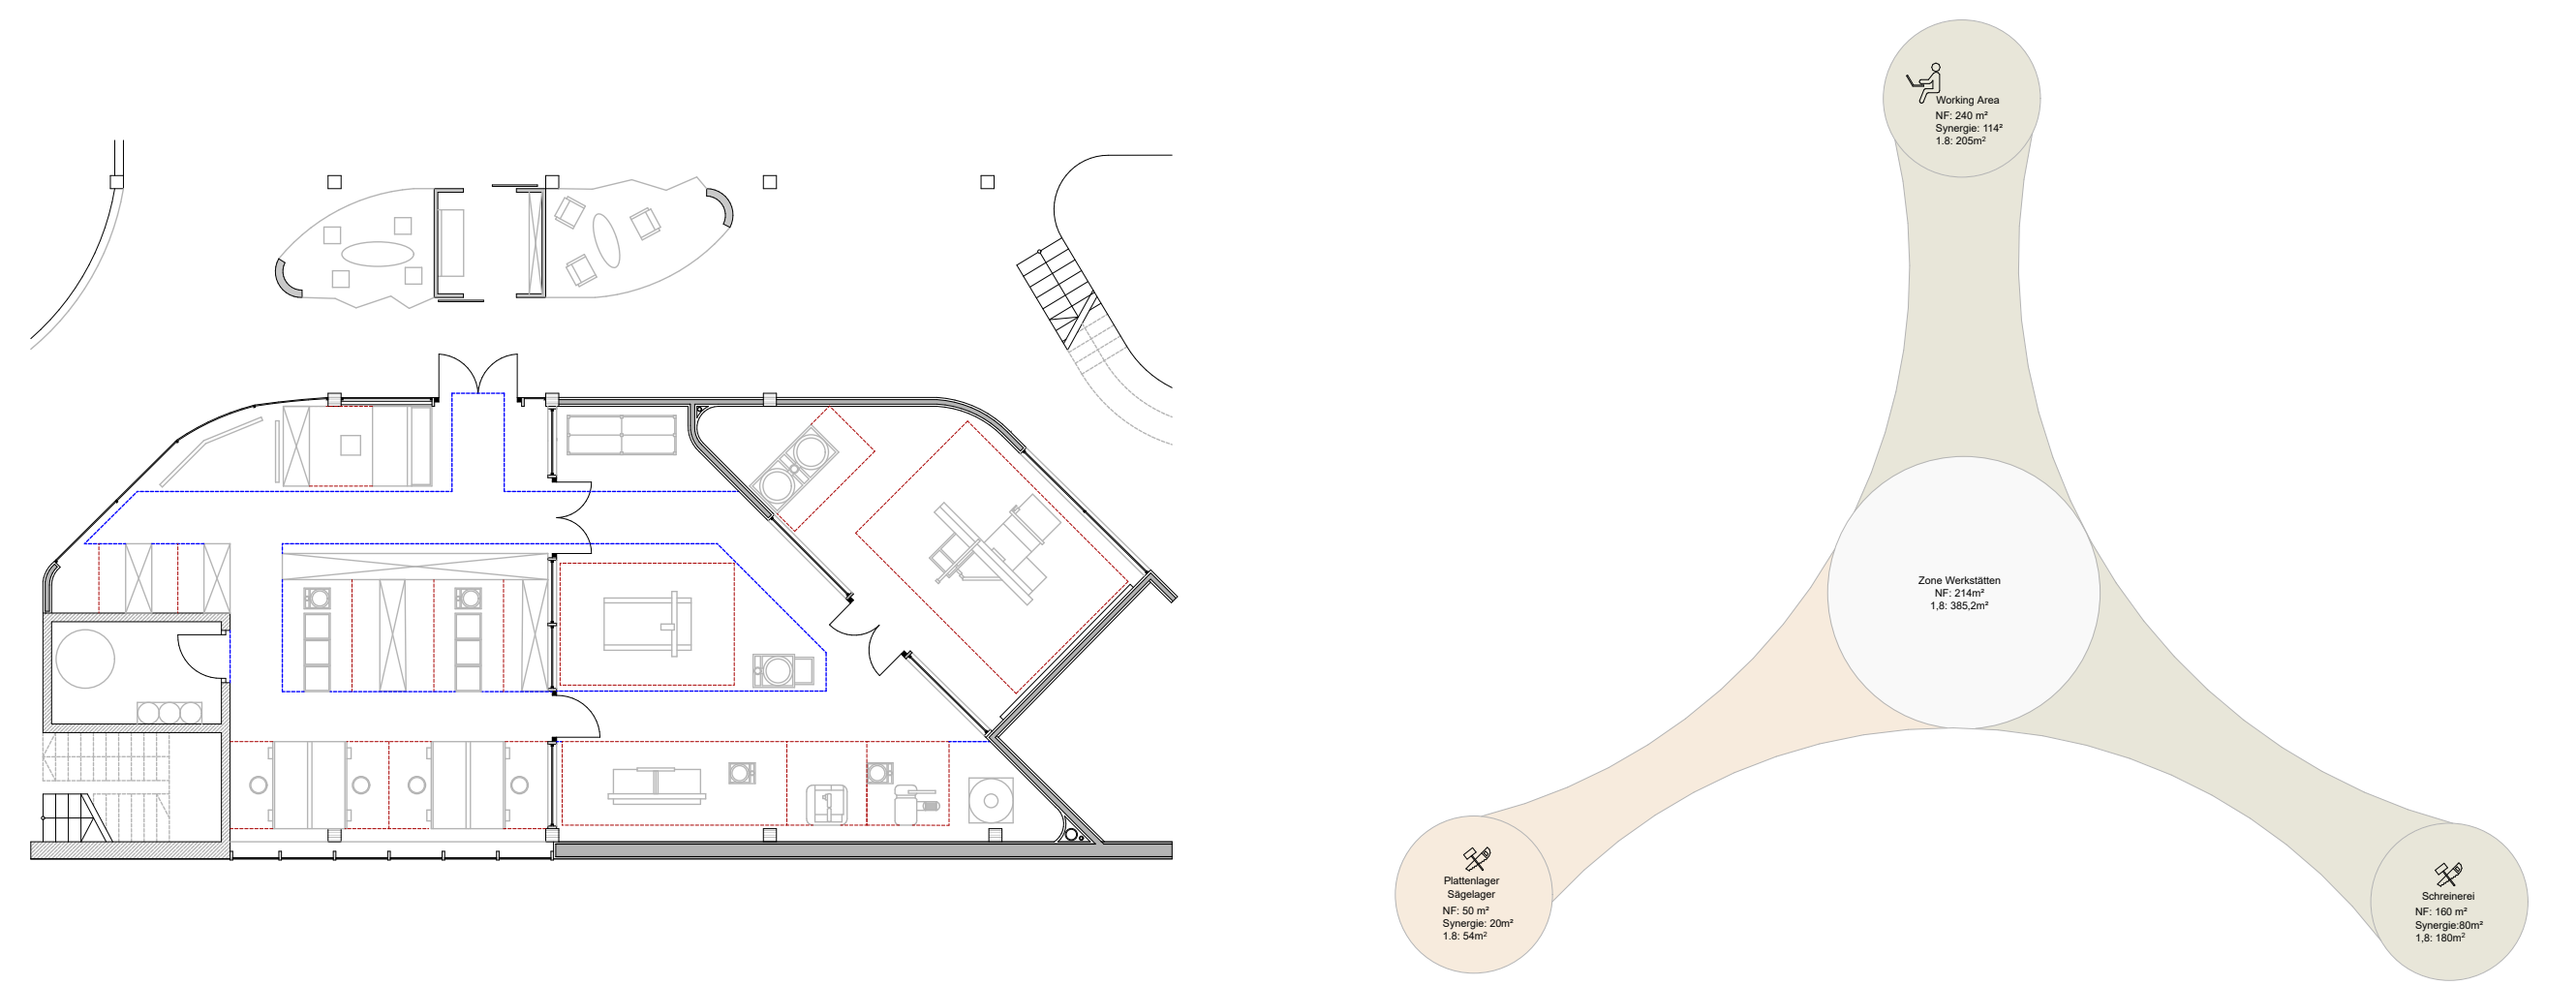 Working Area
NF: 240 m²
Synergie: 114²
1.8: 205m²
Zone Werkstätten
NF: 214m²
1,8: 385,2m²
Plattenlager
Sägelager
NF: 50 m²
Synergie: 20m²
1.8: 54m²
Schreinerei
NF: 160 m²
Synergie:80m²
1,8: 180m²